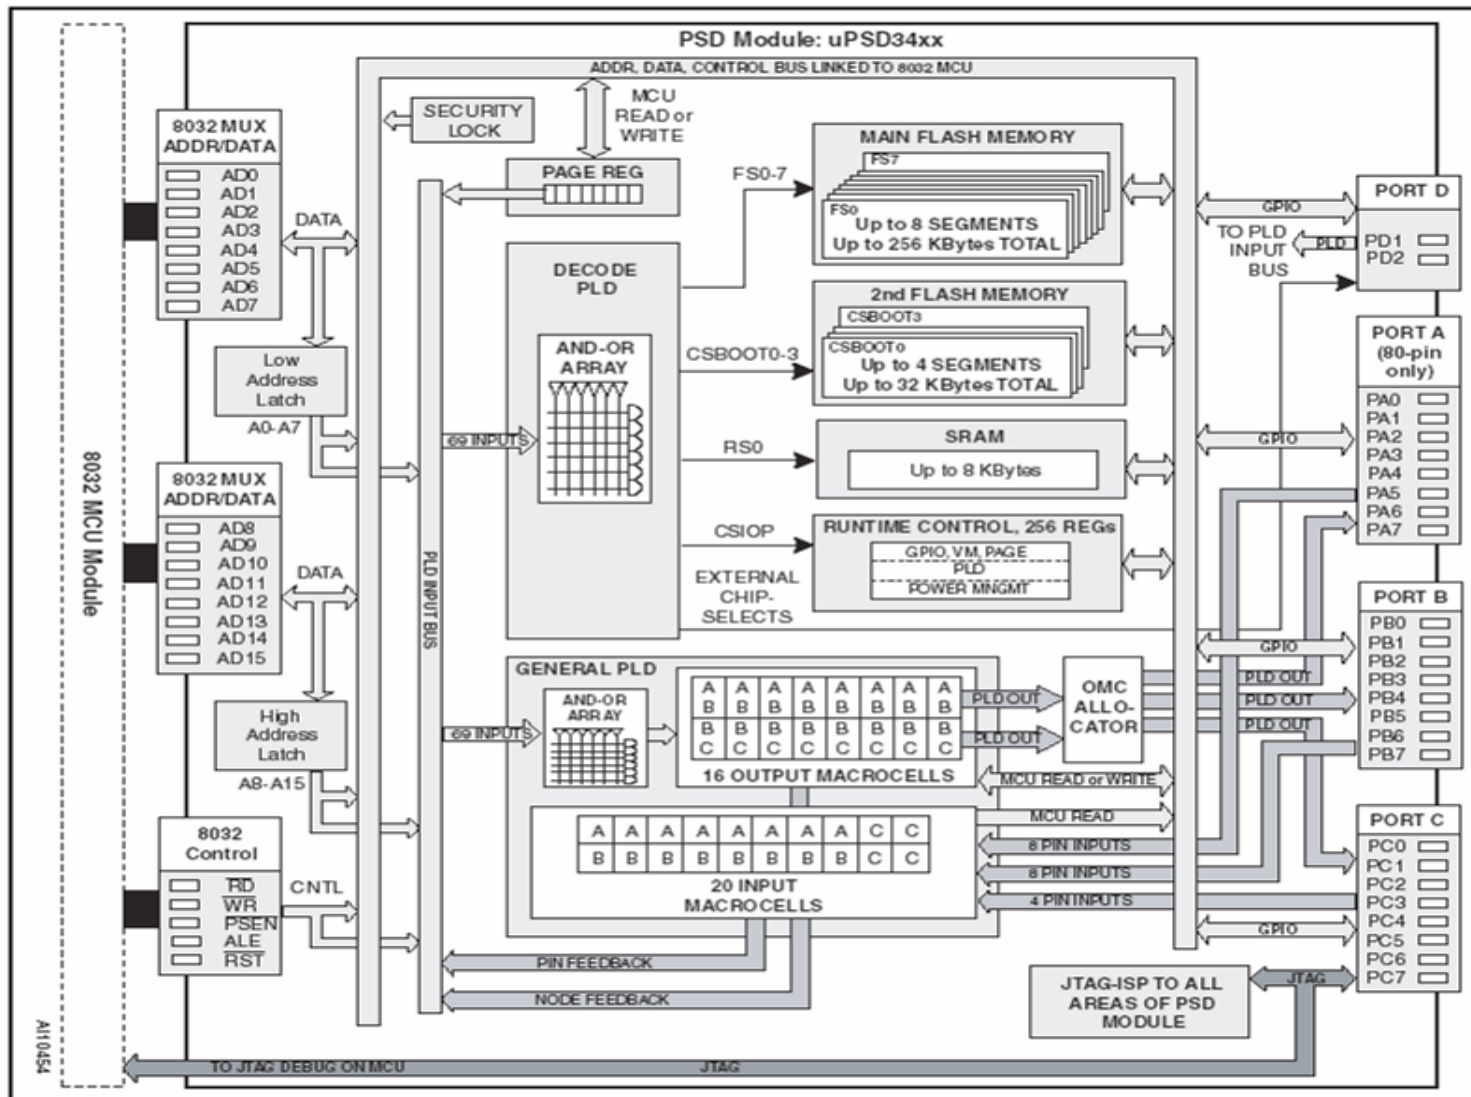 PSD Module: uPSD34xx
ADDR, DATA, CONTROL BUS LINKED TO 8032 MCU
8032 MCU Module
8032 MUX
ADDR/DATA
AD0
AD1
AD2
AD3
AD4
AD5
AD6
AD7
DATA
Low
Address
Latch
A0-A7
8032 MUX
ADDR/DATA
AD8
AD9
AD10
AD11
AD12
AD13
AD14
AD15
DATA
High
Address
Latch
A8-A15
8032
Control
RD
WR
PSEN
ALE
RST
CNTL
SECURITY
LOCK
MCU
READ or
WRITE
PAGE REG
PLD INPUT BUS
DECODE
PLD
AND-OR
ARRAY
69 INPUTS
FS0-7
CSBOOT0-3
RS0
CSIOP
EXTERNAL
CHIP-
SELECTS
MAIN FLASH MEMORY
FS7
FS0
Up to 8 SEGMENTS
Up to 256 KBytes TOTAL
2nd FLASH MEMORY
CSBOOT3
CSBOOT0
Up to 4 SEGMENTS
Up to 32 KBytes TOTAL
SRAM
Up to 8 KBytes
RUNTIME CONTROL, 256 REGs
GPIO, VM, PAGE
PLD
POWER MNGMT
GENERAL PLD
AND-OR
ARRAY
69 INPUTS
A A A A A A A A
B B B B B B B B
B B B B B B B B
C C C C C C C C
16 OUTPUT MACROCELLS
A A A A A A A A C C
B B B B B B B B C C
20 INPUT
MACROCELLS
PLD OUT
PLD OUT
OMC
ALLO-
CATOR
PLD OUT
PLD OUT
PLD OUT
MCU READ or WRITE
MCU READ
8 PIN INPUTS
8 PIN INPUTS
4 PIN INPUTS
PIN FEEDBACK
NODE FEEDBACK
GPIO
TO PLD
INPUT
BUS
PLD
PORT D
PD1
PD2
GPIO
PORT A
(80-pin
only)
PA0
PA1
PA2
PA3
PA4
PA5
PA6
PA7
GPIO
PORT B
PB0
PB1
PB2
PB3
PB4
PB5
PB6
PB7
GPIO
PORT C
PC0
PC1
PC2
PC3
PC4
PC5
PC6
PC7
JTAG-ISP TO ALL
AREAS OF PSD
MODULE
JTAG
TO JTAG DEBUG ON MCU
JTAG
AI10454